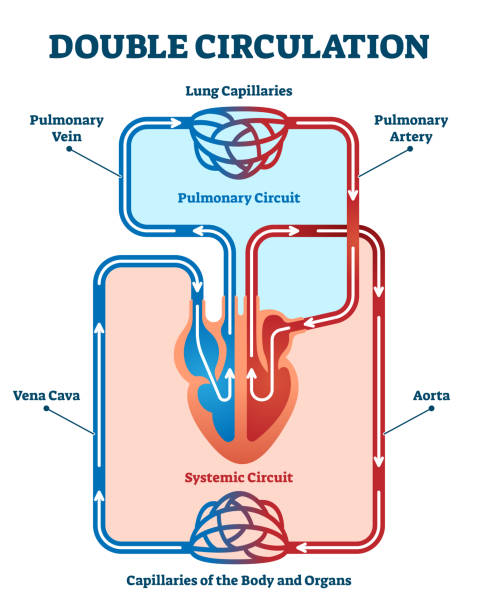 DOUBLE CIRCULATION
Lung Capillaries
Pulmonary
Vein
Pulmonary
Artery
Pulmonary Circuit
Vena Cava
Aorta
Systemic Circuit
Capillaries of the Body and Organs